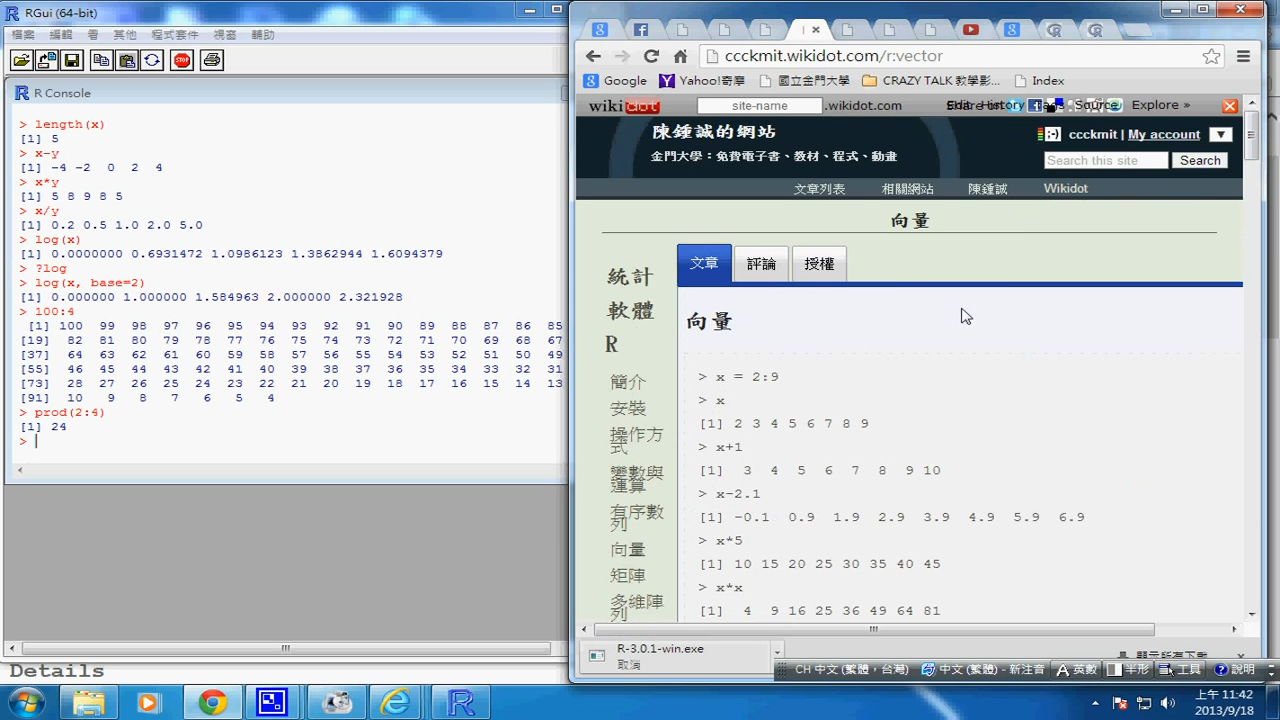 RGui (64-bit)
檔案 編輯 看 其他 程式套件 視窗 輔助
R Console
> length(x)
[1] 5
> x-y
[1] -4 -2 0 2 4
> x*y
[1] 5 8 9 8 5
> x/y
[1] 0.2 0.5 1.0 2.0 5.0
> log(x)
[1] 0.0000000 0.6931472 1.0986123 1.3862944 1.6094379
> ?log
> log(x, base=2)
[1] 0.000000 1.000000 1.584963 2.000000 2.321928
> 100:4
[1] 100 99 98 97 96 95 94 93 92 91 90 89 88 87 86 85
[19] 82 81 80 79 78 77 76 75 74 73 72 71 70 69 68 67
[37] 64 63 62 61 60 59 58 57 56 55 54 53 52 51 50 49
[55] 46 45 44 43 42 41 40 39 38 37 36 35 34 33 32 31
[73] 28 27 26 25 24 23 22 21 20 19 18 17 16 15 14 13
[91] 10 9 8 7 6 5 4
> prod(2:4)
[1] 24
>
Details
ccckmit.wikidot.com/r:vector
Google Yahoo!奇摩 國立金門大學 CRAZY TALK 教學影... Index
wikidot site-name .wikidot.com Edit History Source Explore »
陳鍾誠的網站
金門大學：免費電子書、教材、程式、動畫
ccckmit | My account
Search this site Search
文章列表 相關網站 陳鍾誠 Wikidot
向量
統計
軟體
R
簡介
安裝
操作方
式
變數與
運算
有序數
列
向量
矩陣
多維陣
列
文章 評論 授權
向量
> x = 2:9
> x
[1] 2 3 4 5 6 7 8 9
> x+1
[1] 3 4 5 6 7 8 9 10
> x-2.1
[1] -0.1 0.9 1.9 2.9 3.9 4.9 5.9 6.9
> x*5
[1] 10 15 20 25 30 35 40 45
> x*x
[1] 4 9 16 25 36 49 64 81
R-3.0.1-win.exe
取消
顯示所有下載
CH 中文 (繁體，台灣) 中文 (繁體) - 新注音 英數 半形 工具 說明
上午 11:42
2013/9/18